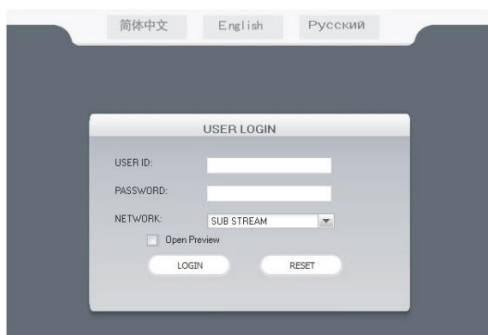 简体中文 English Русский
USER LOGIN
USER ID:
PASSWORD:
NETWORK: SUB STREAM
Open Preview
LOGIN RESET